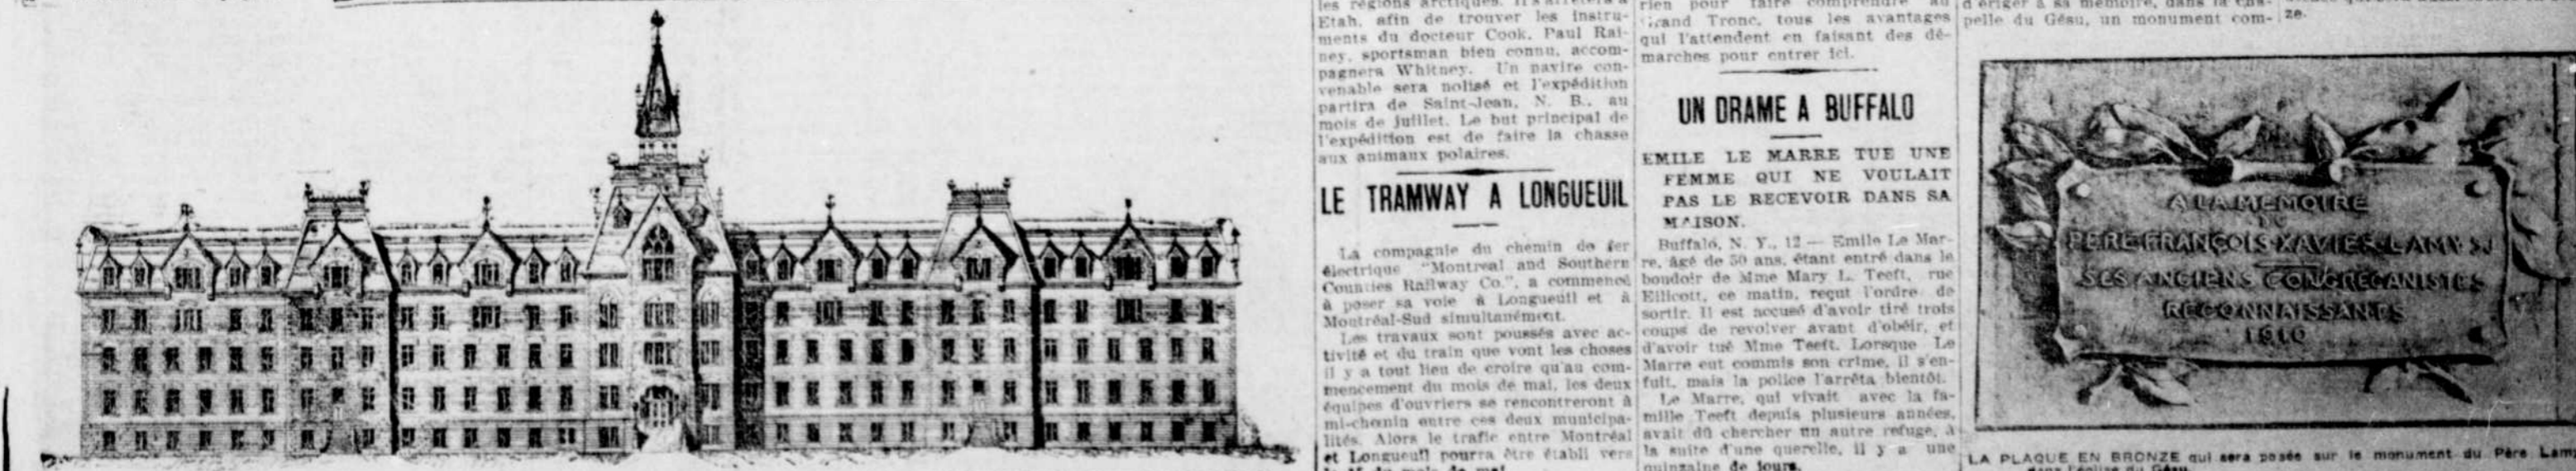 les régions arctiques. Il s'arrêtera à
Etah, afin de trouver les instru-
ments du docteur Cook. Paul Rai-
ney, sportsman bien connu, accom-
pagnera Whitney. Un navire con-
venable sera nolisé et l'expédition
partira de Saint-Jean, N. B., au
mois de juillet. Le but principal de
l'expédition est de faire la chasse
aux animaux polaires.
LE TRAMWAY A LONGUEUIL
La compagnie du chemin de fer
électrique "Montreal and Southern
Counties Railway Co.", a commencé
à poser sa voie à Longueuil et à
Montréal-Sud simultanément.
Les travaux sont poussés avec ac-
tivité et du train que vont les choses
il y a tout lieu de croire qu'au com-
mencement du mois de mai, les deux
équipes d'ouvriers se rencontreront à
mi-chemin entre ces deux municipa-
lités. Alors le trafic entre Montréal
et Longueuil pourra être établi vers
rien pour faire comprendre au
Grand Tronc, tous les avantages
qui l'attendent en faisant des dé-
marches pour entrer ici.
UN DRAME A BUFFALO
EMILE LE MARRE TUE UNE
FEMME QUI NE VOULAIT
PAS LE RECEVOIR DANS SA
MAISON.
Buffalo, N. Y., 12 — Emile Le Mar-
re, âgé de 50 ans, étant entré dans le
boudoir de Mme Mary L. Teeft, rue
Ellicott, ce matin, reçut l'ordre de
sortir. Il est accusé d'avoir tiré trois
coups de revolver avant d'obéir, et
d'avoir tué Mme Teeft. Lorsque Le
Marre eut commis son crime, il s'en-
fuit, mais la police l'arrêta bientôt.
Le Marre, qui vivait avec la fa-
mille Teeft depuis plusieurs années,
avait dû chercher un autre refuge, à
la suite d'une querelle, il y a une
quinzaine de jours.
d'ériger à sa mémoire, dans la cha-
pelle du Gésu, un monument com-
ze.
A LA MEMOIRE
DU
PERE FRANÇOIS-XAVIER LAMY SJ
SES ANCIENS CONGREGANISTES
RECONNAISSANTS
1910
LA PLAQUE EN BRONZE qui sera posée sur le monument du Père Lam
dans l'église du Gésu.